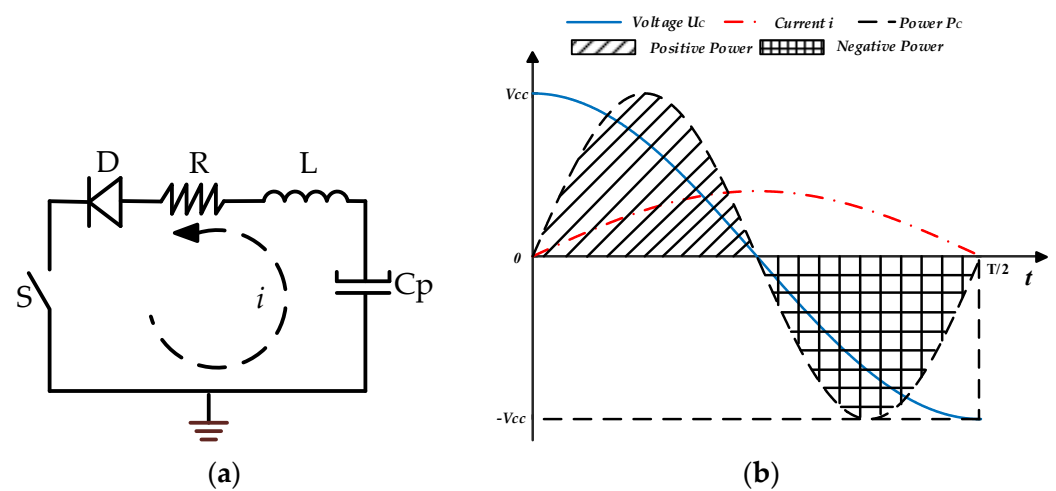 Voltage UC Current i Power PC
Positive Power Negative Power
Vcc
D R L
S i Cp
0 T/2 t
-Vcc
(a) (b)